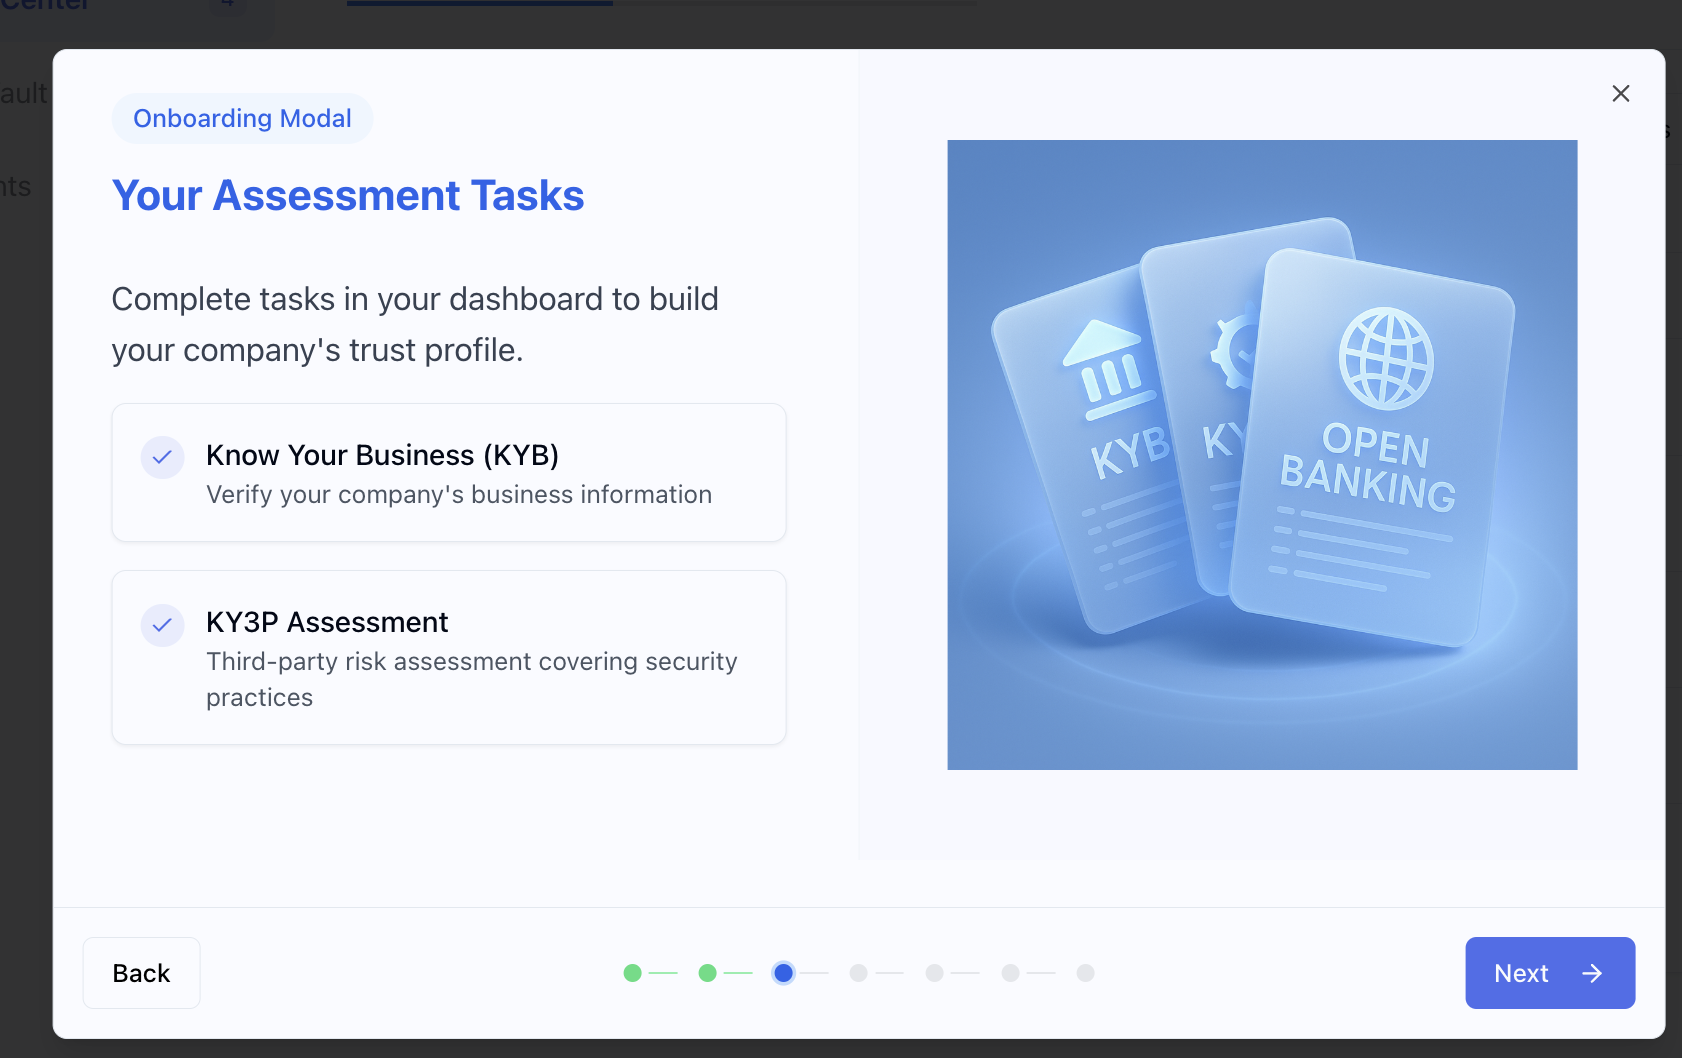 Center
4
ault
nts
s
Onboarding Modal
Your Assessment Tasks
Complete tasks in your dashboard to build
your company's trust profile.
Know Your Business (KYB)
Verify your company's business information
KY3P Assessment
Third-party risk assessment covering security
practices
KYB
KY
OPEN
BANKING
Back
Next